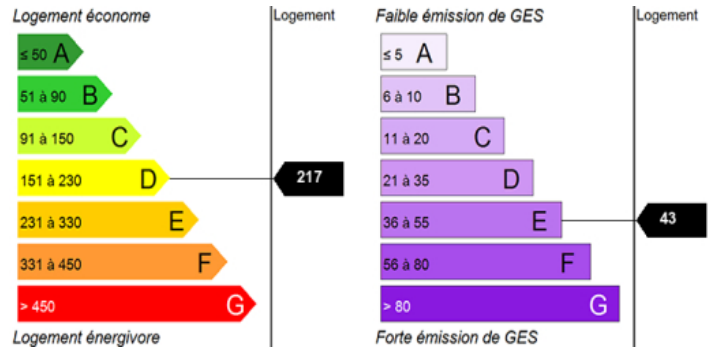 Logement économe
Logement
≤ 50 A
51 à 90 B
91 à 150 C
151 à 230 D
217
231 à 330 E
331 à 450 F
> 450 G
Logement énergivore
Faible émission de GES
Logement
≤ 5 A
6 à 10 B
11 à 20 C
21 à 35 D
36 à 55 E
43
56 à 80 F
> 80 G
Forte émission de GES